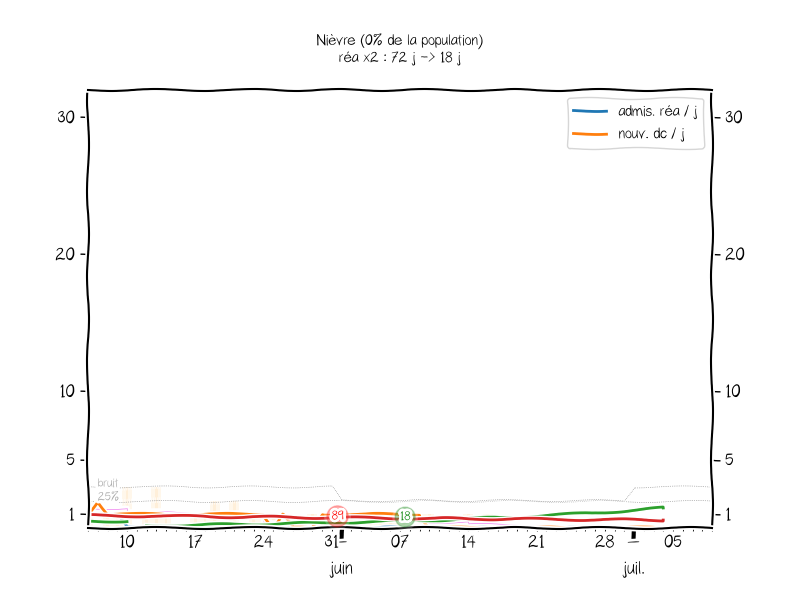 Nièvre (0% de la population)
réa x2 : 72 j -> 18 j
admis. réa / j
nouv. dc / j
30
30
20
20
10
10
5
5
bruit
25%
1
1
89
18
10 17 24 31 07 14 21 28 05
juin juil.